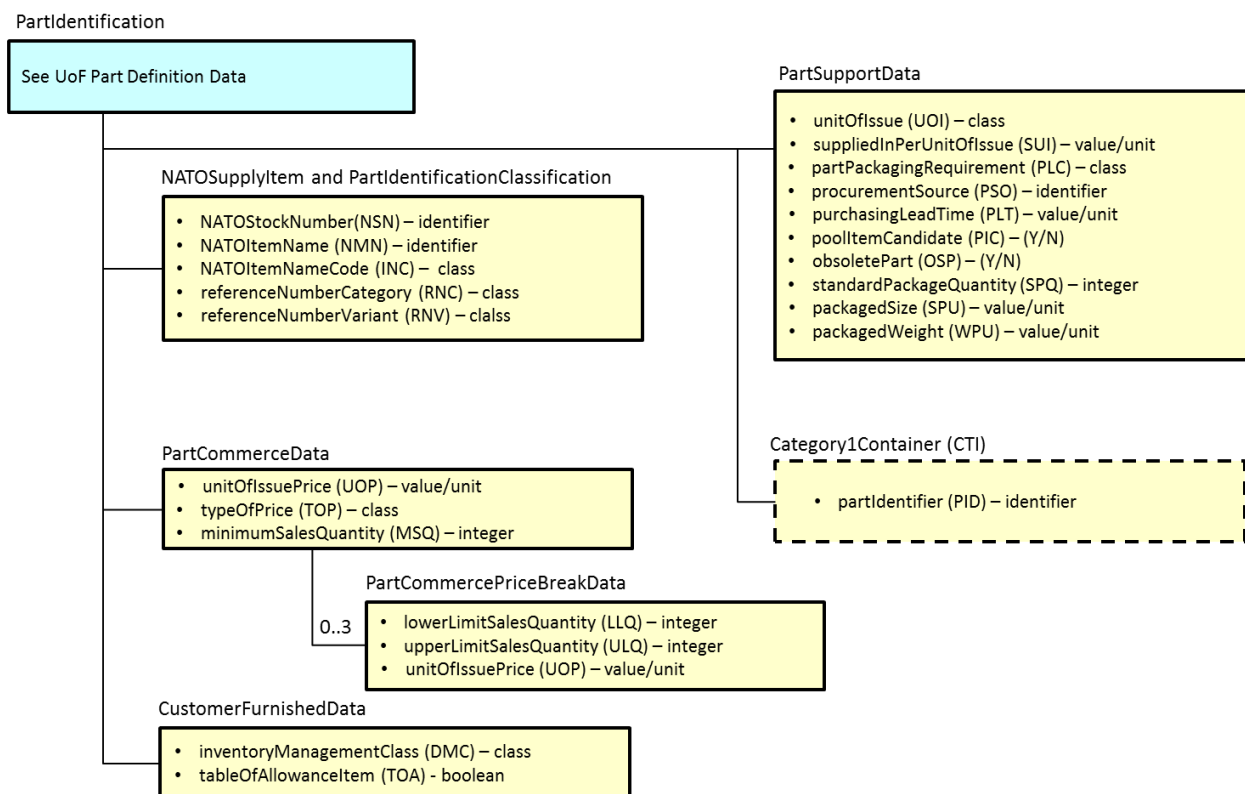 PartIdentification
See UoF Part Definition Data
PartSupportData
• unitOfIssue (UOI) – class
• suppliedInPerUnitOfIssue (SUI) – value/unit
• partPackagingRequirement (PLC) – class
• procurementSource (PSO) – identifier
• purchasingLeadTime (PLT) – value/unit
• poolItemCandidate (PIC) – (Y/N)
• obsoletePart (OSP) – (Y/N)
• standardPackageQuantity (SPQ) – integer
• packagedSize (SPU) – value/unit
• packagedWeight (WPU) – value/unit
NATOSupplyItem and PartIdentificationClassification
• NATOStockNumber(NSN) – identifier
• NATOItemName (NMN) – identifier
• NATOItemNameCode (INC) – class
• referenceNumberCategory (RNC) – class
• referenceNumberVariant (RNV) – clalss
Category1Container (CTI)
• partIdentifier (PID) – identifier
PartCommerceData
• unitOfIssuePrice (UOP) – value/unit
• typeOfPrice (TOP) – class
• minimumSalesQuantity (MSQ) – integer
PartCommercePriceBreakData
0..3
• lowerLimitSalesQuantity (LLQ) – integer
• upperLimitSalesQuantity (ULQ) – integer
• unitOfIssuePrice (UOP) – value/unit
CustomerFurnishedData
• inventoryManagementClass (DMC) – class
• tableOfAllowanceItem (TOA) - boolean